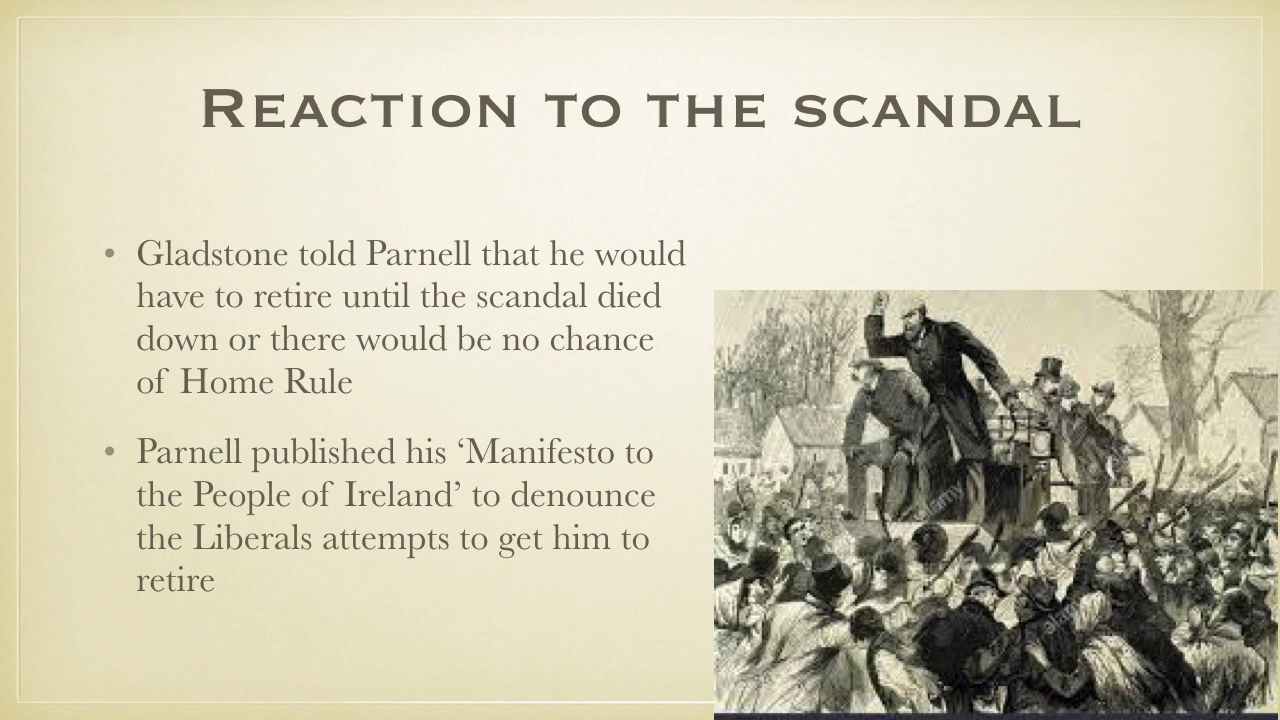 Reaction to the scandal
• Gladstone told Parnell that he would
have to retire until the scandal died
down or there would be no chance
of Home Rule
• Parnell published his ‘Manifesto to
the People of Ireland’ to denounce
the Liberals attempts to get him to
retire
alamy
alamy